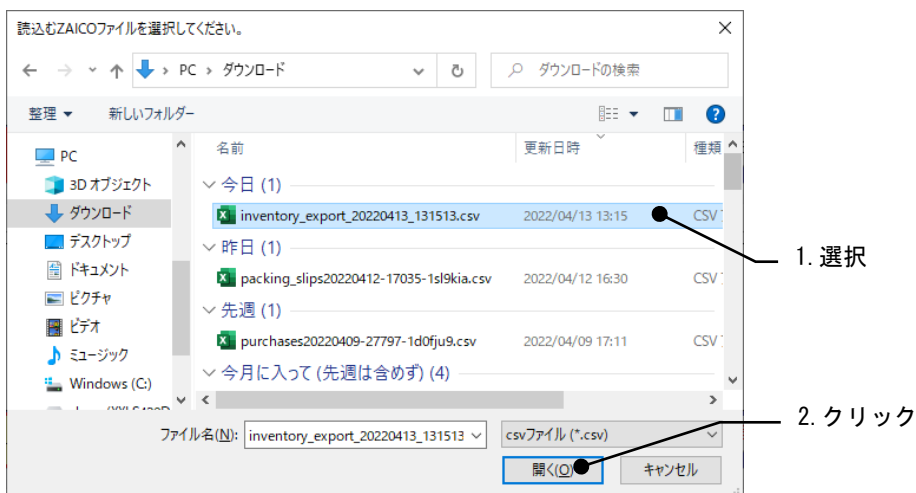 読込むZAICOファイルを選択してください。
PC › ダウンロード
ダウンロードの検索
整理 新しいフォルダー
名前 更新日時 種類
PC
3D オブジェクト
ダウンロード
デスクトップ
ドキュメント
ピクチャ
ビデオ
ミュージック
Windows (C:)
今日 (1)
inventory_export_20220413_131513.csv 2022/04/13 13:15 CSV
昨日 (1)
packing_slips20220412-17035-1sl9kia.csv 2022/04/12 16:30 CSV
先週 (1)
purchases20220409-27797-1d0fju9.csv 2022/04/09 17:11 CSV
今月に入って (先週は含めず) (4)
1.選択
ファイル名(N): inventory_export_20220413_131513 csvファイル (*.csv)
2.クリック
開く(O) キャンセル